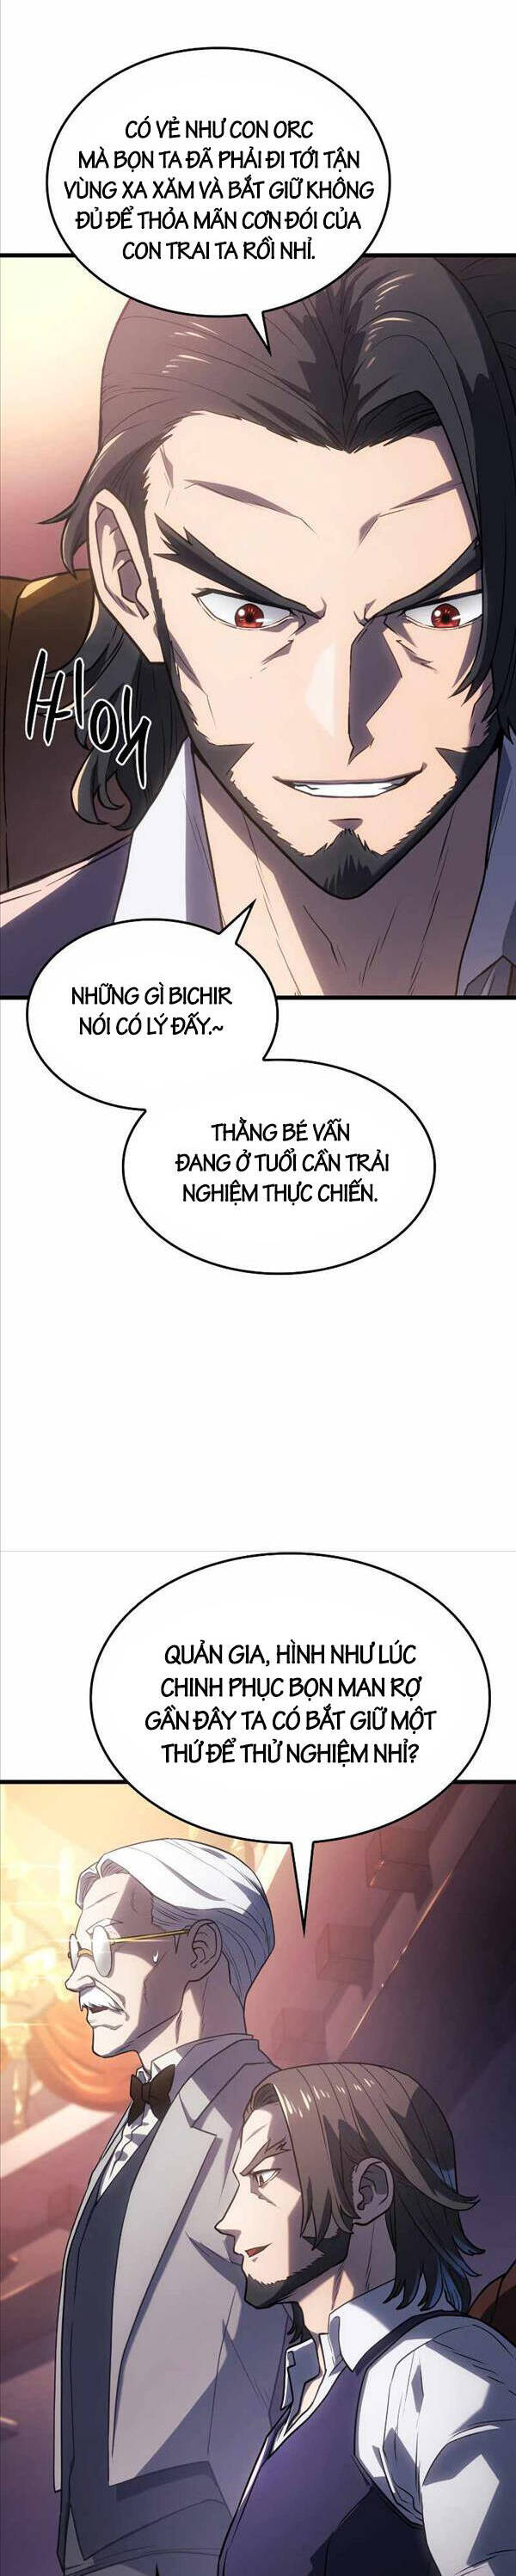 CÓ VẺ NHƯ CON ORC
MÀ BỌN TA ĐÃ PHẢI ĐI TỚI TẬN
VÙNG XA XĂM VÀ BẮT GIỮ KHÔNG
ĐỦ ĐỂ THỎA MÃN CƠN ĐÓI CỦA
CON TRAI TA RỒI NHỈ.
NHỮNG GÌ BICHIR
NÓI CÓ LÝ ĐẤY.~
THẰNG BÉ VẪN
ĐANG Ở TUỔI CẦN TRẢI
NGHIỆM THỰC CHIẾN.
QUẢN GIA, HÌNH NHƯ LÚC
CHINH PHỤC BỌN MAN RỢ
GẦN ĐÂY TA CÓ BẮT GIỮ MỘT
THỨ ĐỂ THỬ NGHIỆM NHỈ?